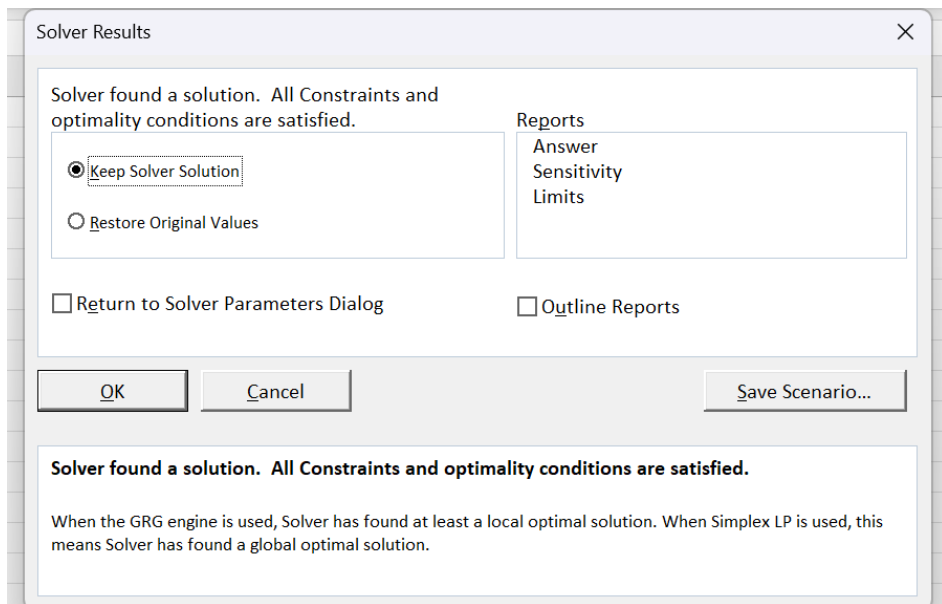 Solver Results
Solver found a solution.  All Constraints and
optimality conditions are satisfied.
Keep Solver Solution
Restore Original Values
Reports
Answer
Sensitivity
Limits
Return to Solver Parameters Dialog
Outline Reports
OK
Cancel
Save Scenario...
Solver found a solution.  All Constraints and optimality conditions are satisfied.
When the GRG engine is used, Solver has found at least a local optimal solution. When Simplex LP is used, this
means Solver has found a global optimal solution.